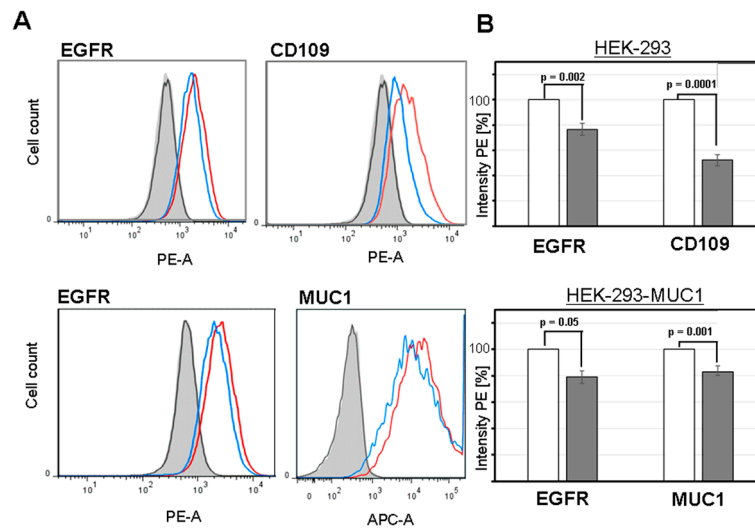 A
B
EGFR
CD109
Cell count
0
10¹ 10² 10³ 10⁴
PE-A
0
10¹ 10² 10³ 10⁴
PE-A
HEK-293
p = 0.002
p = 0.0001
100
Intensity PE [%]
EGFR CD109
EGFR
MUC1
Cell count
0
10¹ 10² 10³ 10⁴
PE-A
0
0 10² 10³ 10⁴ 10⁵
APC-A
HEK-293-MUC1
p = 0.05
p = 0.001
100
Intensity PE [%]
EGFR MUC1